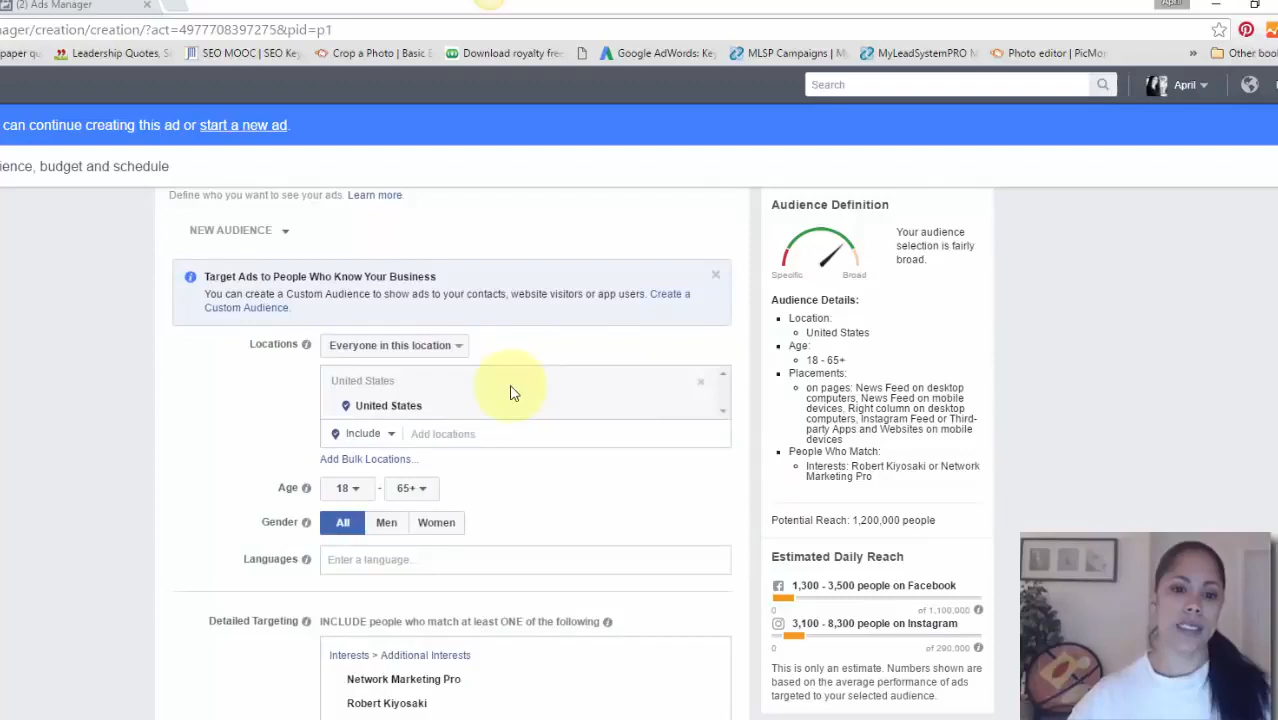 (2) Ads Manager
April
nager/creation/creation/?act=4977708397275&pid=p1
paper qu
Leadership Quotes, S
SEO MOOC | SEO Key
Crop a Photo | Basic E
Download royalty free
Google AdWords: Key
MLSP Campaigns | M
MyLeadSystemPRO M
Photo editor | PicMon
»
Other boo
Search
April
can continue creating this ad or start a new ad.
ience, budget and schedule
Define who you want to see your ads. Learn more.
NEW AUDIENCE
Target Ads to People Who Know Your Business
You can create a Custom Audience to show ads to your contacts, website visitors or app users. Create a
Custom Audience.
Locations
Everyone in this location
United States
United States
Include
Add locations
Add Bulk Locations...
Age
18
-
65+
Gender
All
Men
Women
Languages
Enter a language...
Detailed Targeting
INCLUDE people who match at least ONE of the following
Interests > Additional Interests
Network Marketing Pro
Robert Kiyosaki
Audience Definition
Specific
Broad
Your audience
selection is fairly
broad.
Audience Details:
Location:
United States
Age:
18 - 65+
Placements:
on pages: News Feed on desktop
computers, News Feed on mobile
devices, Right column on desktop
computers, Instagram Feed or Third-
party Apps and Websites on mobile
devices
People Who Match:
Interests: Robert Kiyosaki or Network
Marketing Pro
Potential Reach: 1,200,000 people
Estimated Daily Reach
1,300 - 3,500 people on Facebook
0
of 1,100,000
3,100 - 8,300 people on Instagram
0
of 290,000
This is only an estimate. Numbers shown are
based on the average performance of ads
targeted to your selected audience.